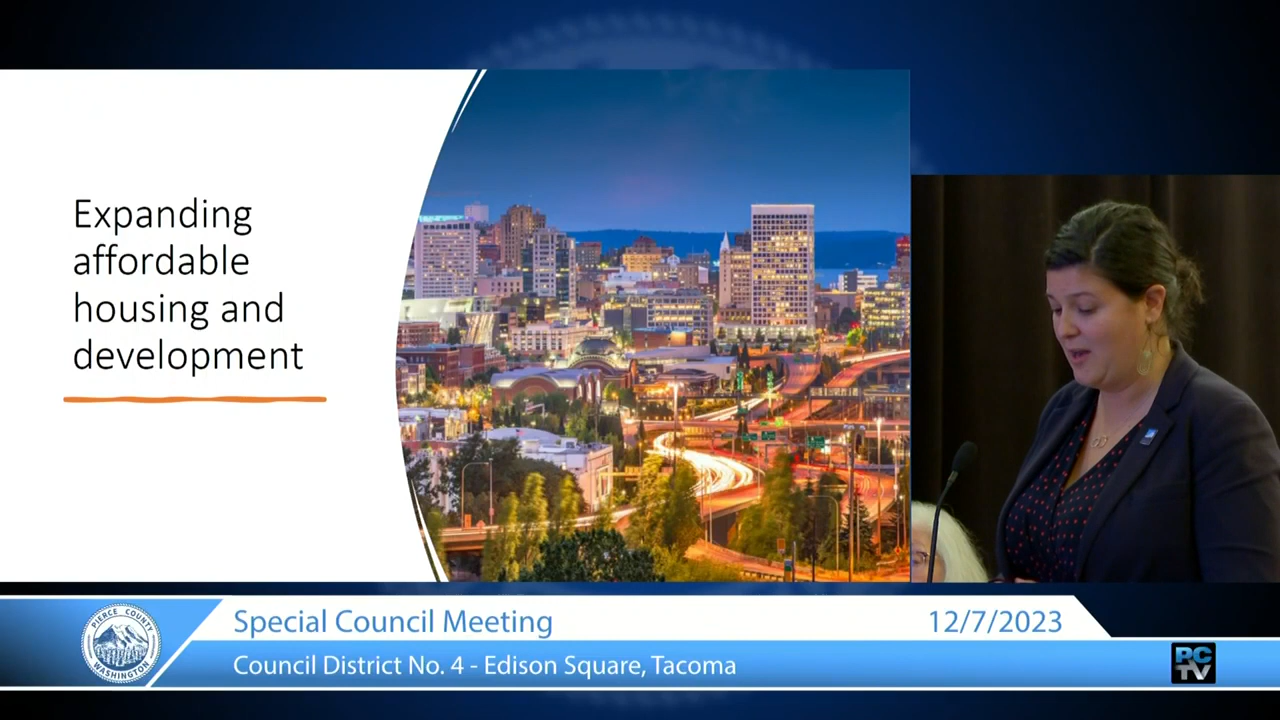 Expanding
affordable
housing and
development
Special Council Meeting
12/7/2023
PIERCE COUNTY
WASHINGTON
Council District No. 4 - Edison Square, Tacoma
PC
TV